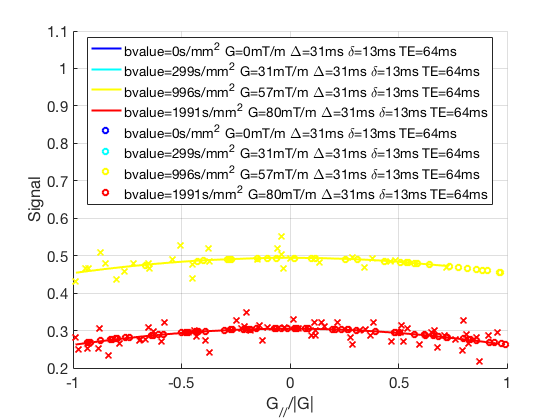 1.1
1
0.9
0.8
0.7
0.6
0.5
0.4
0.3
0.2
Signal
bvalue=0s/mm² G=0mT/m Δ=31ms δ=13ms TE=64ms
bvalue=299s/mm² G=31mT/m Δ=31ms δ=13ms TE=64ms
bvalue=996s/mm² G=57mT/m Δ=31ms δ=13ms TE=64ms
bvalue=1991s/mm² G=80mT/m Δ=31ms δ=13ms TE=64ms
bvalue=0s/mm² G=0mT/m Δ=31ms δ=13ms TE=64ms
bvalue=299s/mm² G=31mT/m Δ=31ms δ=13ms TE=64ms
bvalue=996s/mm² G=57mT/m Δ=31ms δ=13ms TE=64ms
bvalue=1991s/mm² G=80mT/m Δ=31ms δ=13ms TE=64ms
-1 -0.5 0 0.5 1
G_//_/|G|